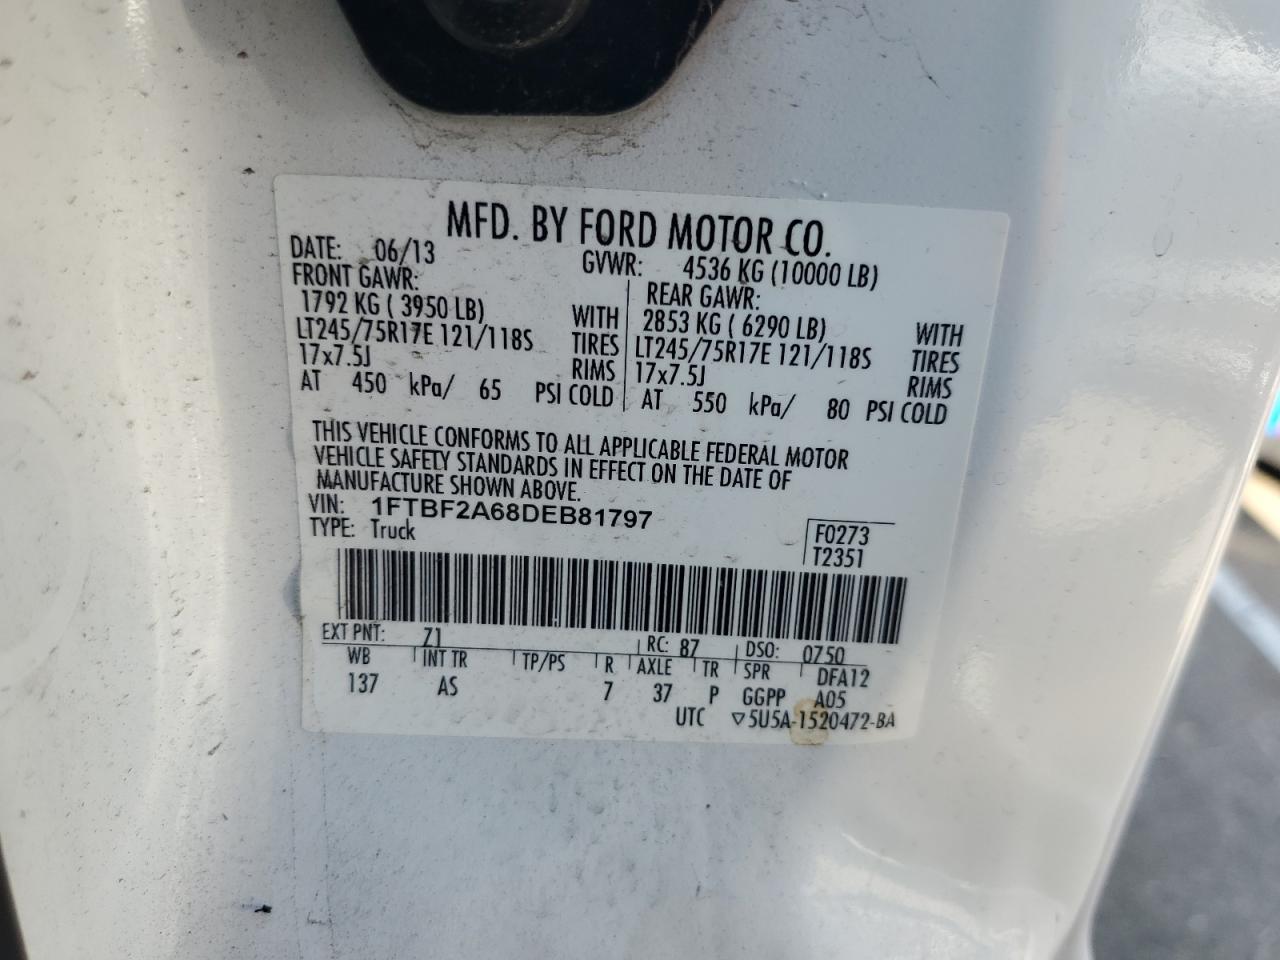 MFD. BY FORD MOTOR CO.
DATE: 06/13 GVWR: 4536 KG (10000 LB)
FRONT GAWR: REAR GAWR:
1792 KG ( 3950 LB) WITH 2853 KG ( 6290 LB) WITH
LT245/75R17E 121/118S TIRES LT245/75R17E 121/118S TIRES
17x7.5J RIMS 17x7.5J RIMS
AT 450 kPa/ 65 PSI COLD AT 550 kPa/ 80 PSI COLD
THIS VEHICLE CONFORMS TO ALL APPLICABLE FEDERAL MOTOR
VEHICLE SAFETY STANDARDS IN EFFECT ON THE DATE OF
MANUFACTURE SHOWN ABOVE.
VIN: 1FTBF2A68DEB81797
TYPE: Truck
F0273
T2351
EXT PNT: Z1 RC: 87 DSO: 0750
WB INT TR TP/PS R AXLE TR SPR DFA12
137 AS 7 37 P GGPP A05
UTC ▽5U5A-1520472-BA